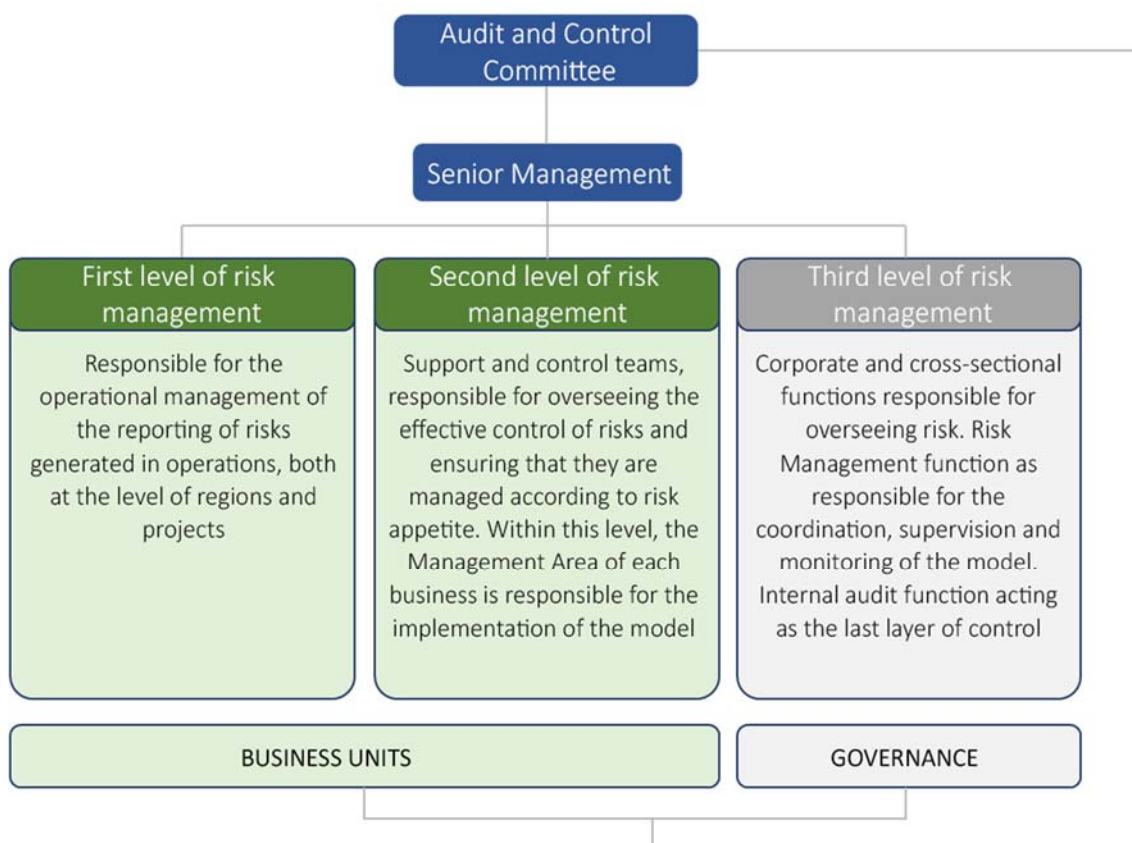 Audit and Control
Committee
Senior Management
First level of risk
management
Responsible for the
operational management of
the reporting of risks
generated in operations, both
at the level of regions and
projects
Second level of risk
management
Support and control teams,
responsible for overseeing the
effective control of risks and
ensuring that they are
managed according to risk
appetite. Within this level, the
Management Area of each
business is responsible for the
implementation of the model
Third level of risk
management
Corporate and cross-sectional
functions responsible for
overseeing risk. Risk
Management function as
responsible for the
coordination, supervision and
monitoring of the model.
Internal audit function acting
as the last layer of control
BUSINESS UNITS
GOVERNANCE